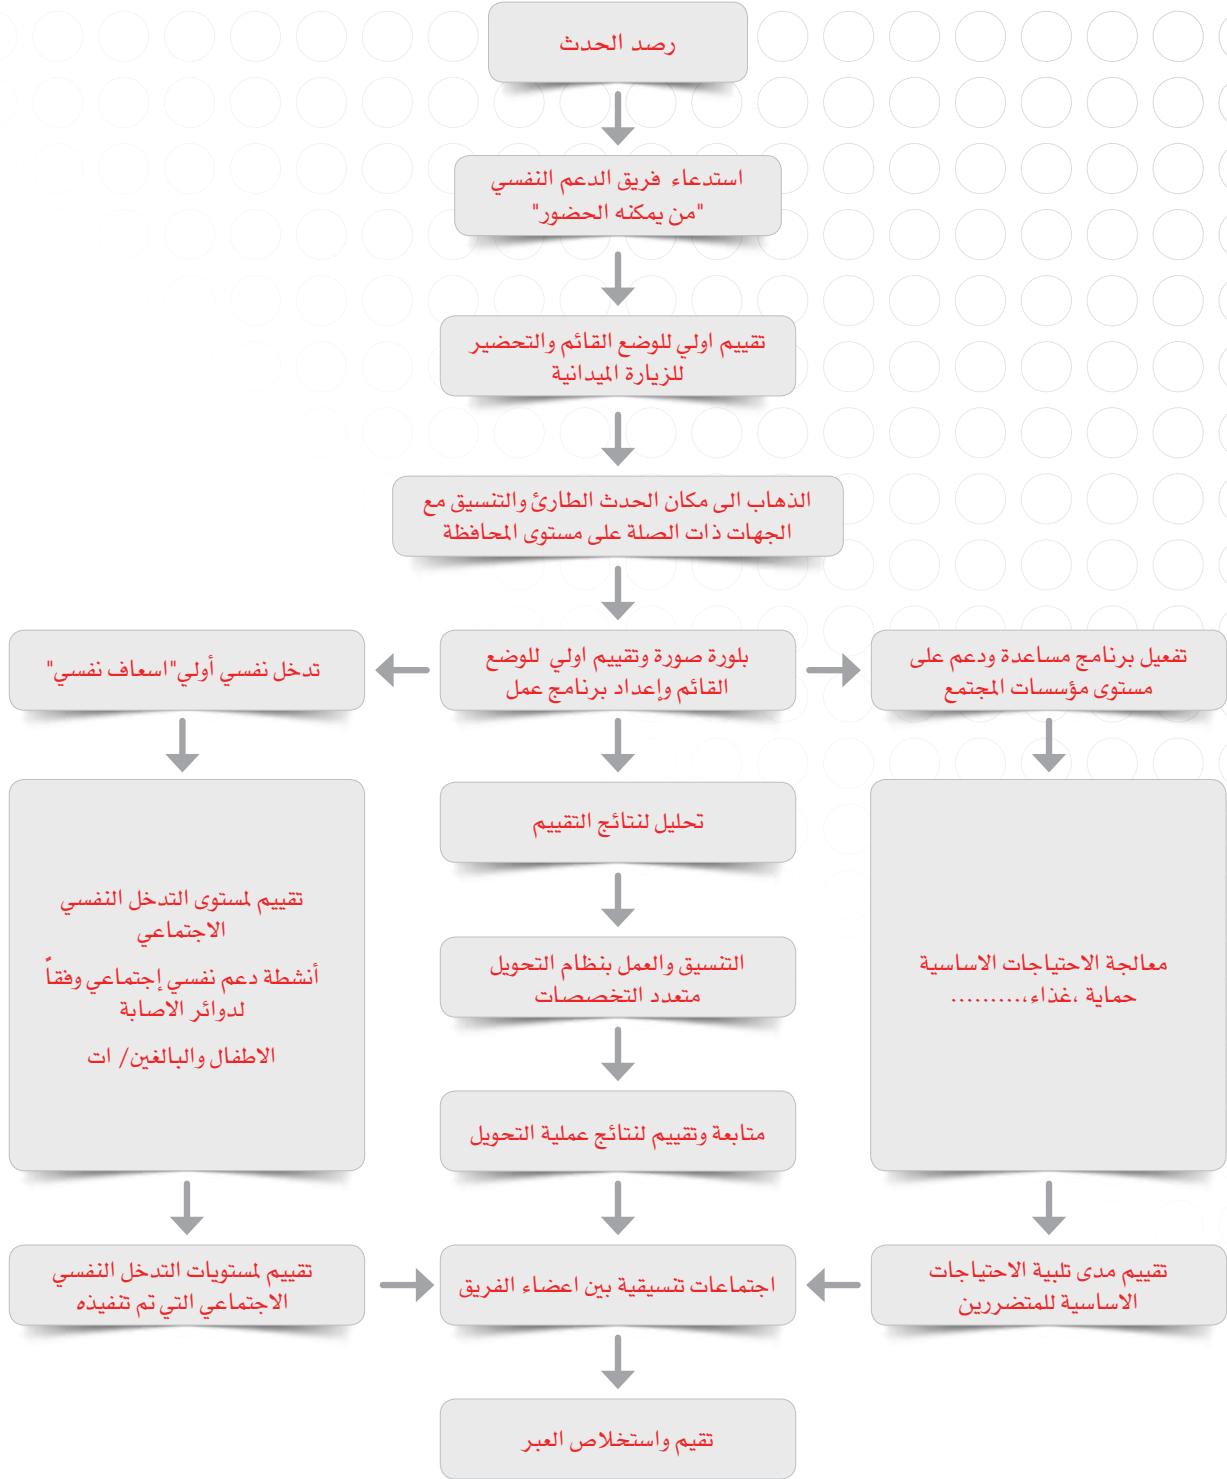 رصد الحدث
استدعاء فريق الدعم النفسي
"من يمكنه الحضور"
تقييم اولي للوضع القائم والتحضير
للزيارة الميدانية
الذهاب الى مكان الحدث الطارئ والتنسيق مع
الجهات ذات الصلة على مستوى المحافظة
تفعيل برنامج مساعدة ودعم على
مستوى مؤسسات المجتمع
بلورة صورة وتقييم اولي للوضع
القائم وإعداد برنامج عمل
تدخل نفسي أولي"اسعاف نفسي"
معالجة الاحتياجات الاساسية
حماية ،غذاء،.........
تحليل لنتائج التقييم
التنسيق والعمل بنظام التحويل
متعدد التخصصات
متابعة وتقييم لنتائج عملية التحويل
تقييم لمستوى التدخل النفسي
الاجتماعي
أنشطة دعم نفسي إجتماعي وفقاً
لدوائر الاصابة
الاطفال والبالغين/ ات
تقييم مدى تلبية الاحتياجات
الاساسية للمتضررين
اجتماعات تنسيقية بين اعضاء الفريق
تقييم لمستويات التدخل النفسي
الاجتماعي التي تم تنفيذه
تقيم واستخلاص العبر